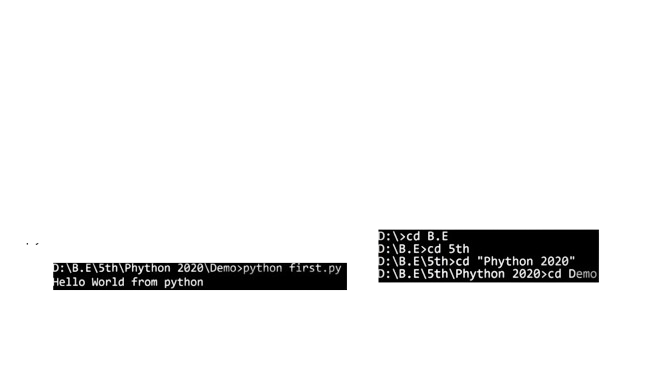 D:\B.E\5th\Phython 2020\Demo>python first.py
Hello World from python
D:\>cd B.E
D:\B.E>cd 5th
D:\B.E\5th>cd "Phython 2020"
D:\B.E\5th\Phython 2020>cd Demo